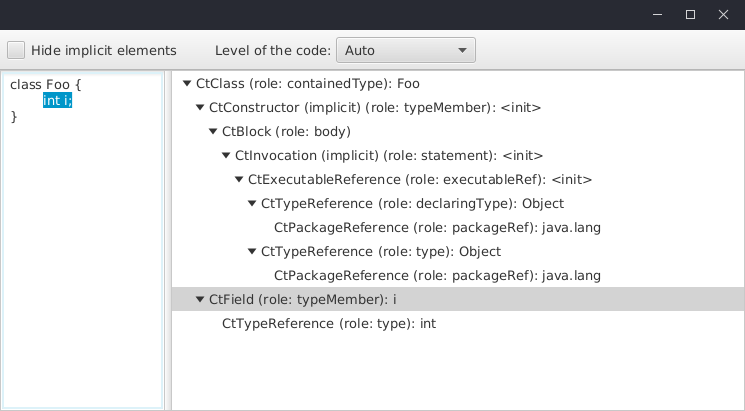 Hide implicit elements Level of the code: Auto
class Foo {
int i;
}
CtClass (role: containedType): Foo
CtConstructor (implicit) (role: typeMember): <init>
CtBlock (role: body)
CtInvocation (implicit) (role: statement): <init>
CtExecutableReference (role: executableRef): <init>
CtTypeReference (role: declaringType): Object
CtPackageReference (role: packageRef): java.lang
CtTypeReference (role: type): Object
CtPackageReference (role: packageRef): java.lang
CtField (role: typeMember): i
CtTypeReference (role: type): int